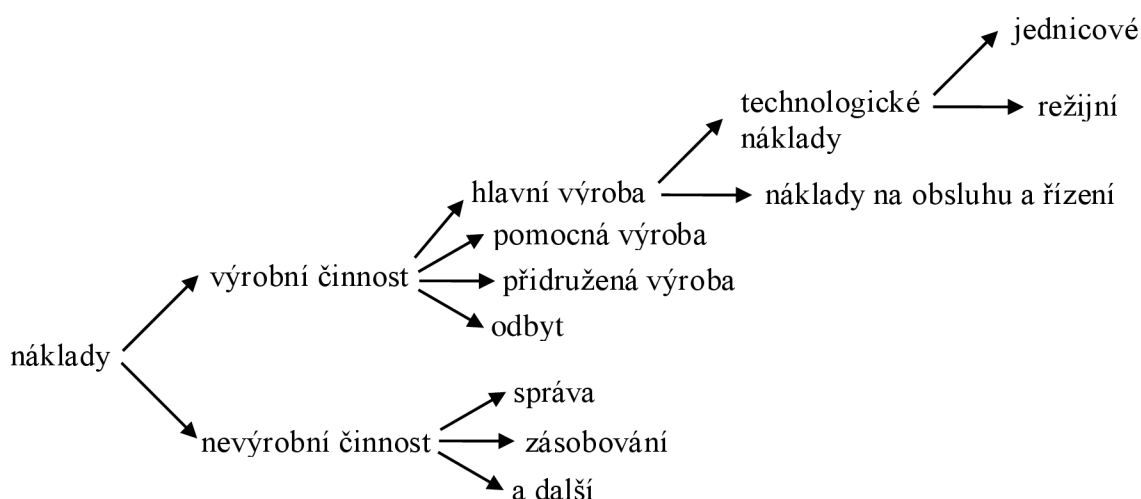 jednicové
technologické
náklady
režijní
hlavní výroba
náklady na obsluhu a řízení
pomocná výroba
výrobní činnost
přidružená výroba
odbyt
náklady
správa
nevýrobní činnost
zásobování
a další